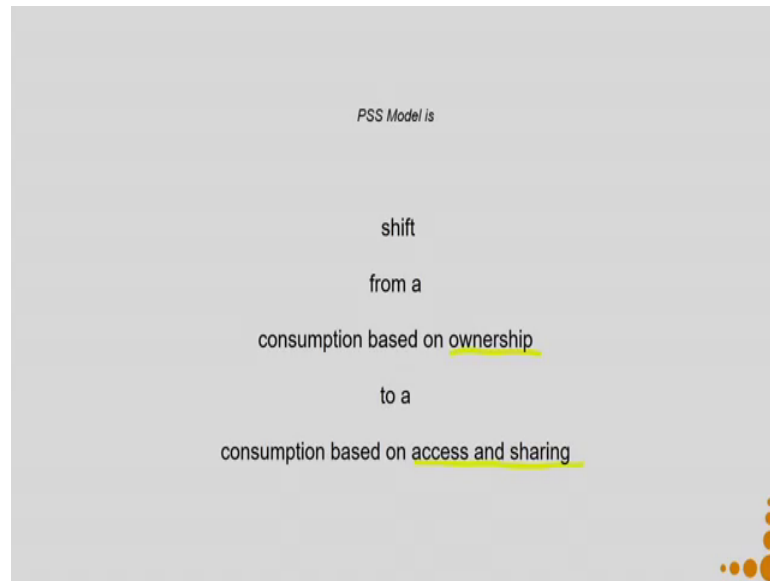 PSS Model is
shift
from a
consumption based on ownership
to a
consumption based on access and sharing